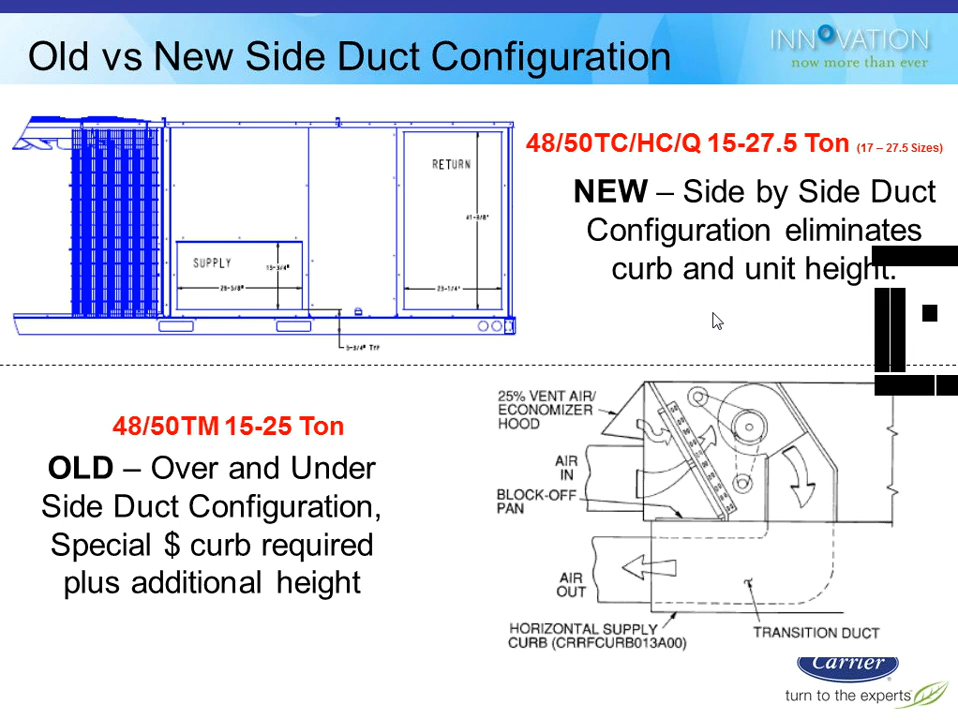 Old vs New Side Duct Configuration
INNOVATION
now more than ever
48/50TC/HC/Q 15-27.5 Ton (17 – 27.5 Sizes)
NEW – Side by Side Duct
Configuration eliminates
curb and unit height.
RETURN
SUPPLY
48/50TM 15-25 Ton
OLD – Over and Under
Side Duct Configuration,
Special $ curb required
plus additional height
25% VENT AIR/
ECONOMIZER
HOOD
AIR
IN
BLOCK-OFF
PAN
AIR
OUT
HORIZONTAL SUPPLY
CURB (CRRFCURB013A00)
TRANSITION DUCT
Carrier
turn to the experts